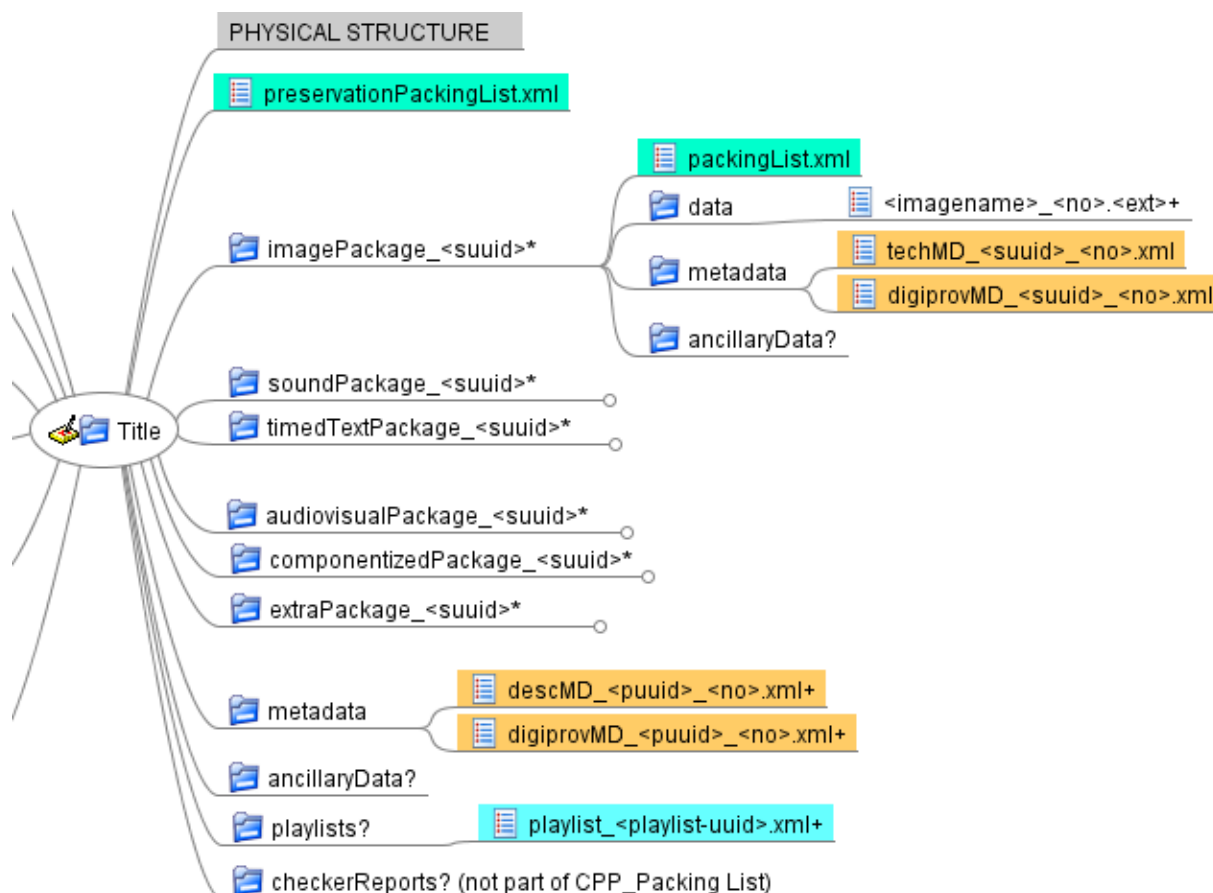 PHYSICAL STRUCTURE
preservationPackingList.xml
imagePackage_<suuid>*
packingList.xml
data
<imagename>_<no>.<ext>+
metadata
techMD_<suuid>_<no>.xml
digiprovMD_<suuid>_<no>.xml
ancillaryData?
soundPackage_<suuid>*
timedTextPackage_<suuid>*
Title
audiovisualPackage_<suuid>*
componentizedPackage_<suuid>*
extraPackage_<suuid>*
metadata
descMD_<puuid>_<no>.xml+
digiprovMD_<puuid>_<no>.xml+
ancillaryData?
playlists?
playlist_<playlist-uuid>.xml+
checkerReports? (not part of CPP_Packing List)